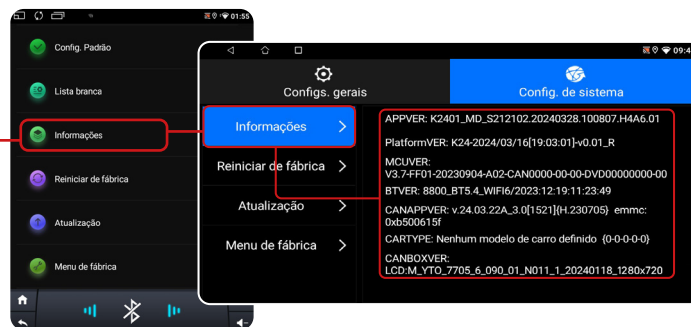 01:55
Config. Padrão
Lista branca
Informações
Reiniciar de fábrica
Atualização
Menu de fábrica
09:4
Configs. gerais
Config. de sistema
Informações
Reiniciar de fábrica
Atualização
Menu de fábrica
APPVER: K2401_MD_S212102.20240328.100807.H4A6.01
PlatformVER: K24-2024/03/16[19:03:01]-v0.01_R
MCUVER:
V3.7-FF01-20230904-A02-CAN0000-00-00-DVD00000000-00
BTVER: 8800_BT5.4_WIFI6/2023:12:19:11:23:49
CANAPPVER: v.24.03.22A_3.0[1521]{H.230705} emmc:
0xb500615f
CARTYPE: Nenhum modelo de carro definido {0-0-0-0-0}
CANBOXVER:
LCD:M_YTO_7705_6_090_01_N011_1_20240118_1280x720